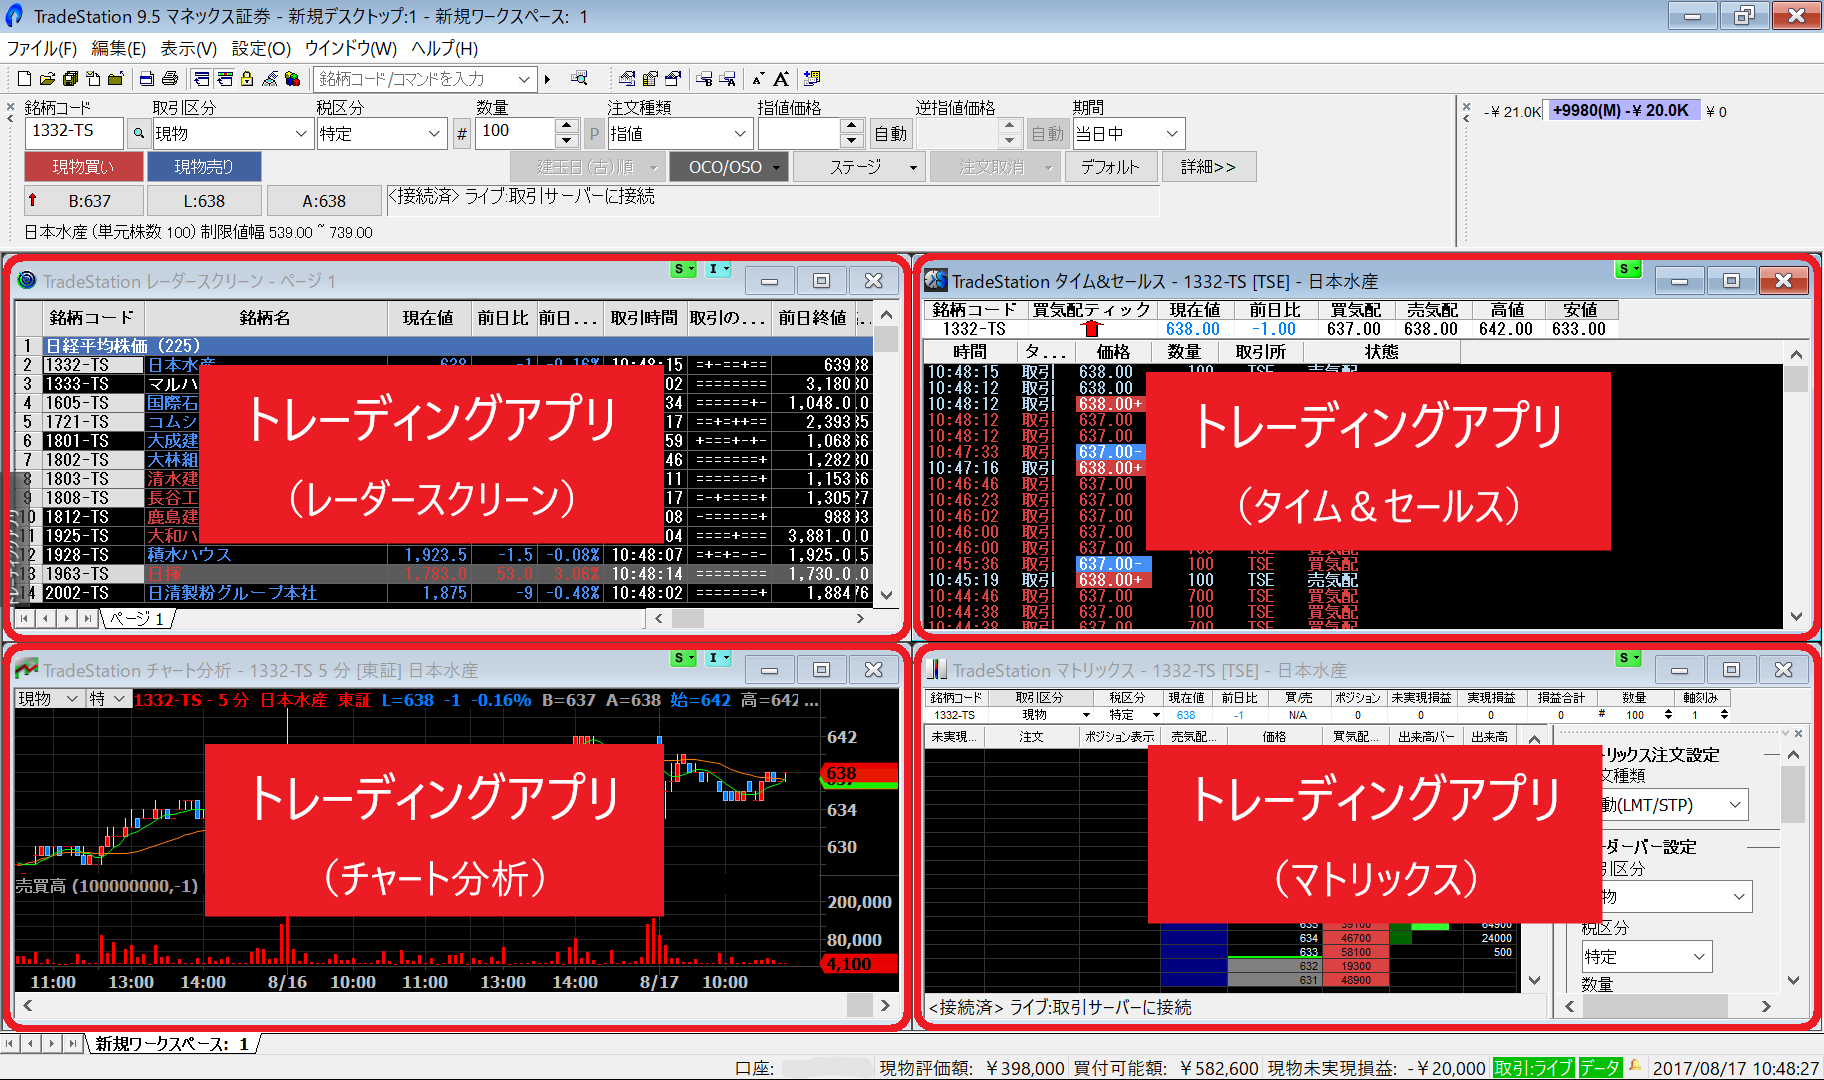 TradeStation 9.5 マネックス証券 - 新規デスクトップ:1 - 新規ワークスペース: 1
ファイル(F) 編集(E) 表示(V) 設定(O) ウインドウ(W) ヘルプ(H)
銘柄コード/コマンドを入力
銘柄コード 取引区分 税区分 数量 注文種類 指値価格 逆指値価格 期間
1332-TS 現物 特定 # 100 P 指値 自動 自動 当日中
-¥ 21.0K +9980(M) -¥ 20.0K ¥ 0
現物買い 現物売り 建玉日(古)順 OCO/OSO ステージ 注文取消 デフォルト 詳細>>
B:637 L:638 A:638 <接続済> ライブ:取引サーバーに接続
日本水産 (単元株数 100) 制限値幅 539.00 ~ 739.00
TradeStation レーダースクリーン - ページ 1
S I
銘柄コード 銘柄名 現在値 前日比 前日... 取引時間 取引の... 前日終値
1 日経平均株価 (225)
2 1332-TS 日本水産 638 -1 -0.16% 10:48:15 =+-==+== 639
3 1333-TS マルハ 02 ======== 3,180
4 1605-TS 国際石 34 ======+- 1,048.0
5 1721-TS コムシ 17 ==+=++== 2,393
6 1801-TS 大成建 59 +===-+-- 1,068
7 1802-TS 大林組 46 =======+ 1,282
8 1803-TS 清水建 11 =======+ 1,153
9 1808-TS 長谷工 17 =-+====+ 1,305
10 1812-TS 鹿島建 08 -======+ 988
11 1925-TS 大和ハ 04 ====---+ 3,881.0
12 1928-TS 積水ハウス 1,923.5 -1.5 -0.08% 10:48:07 =+=+=-=- 1,925.0
13 1963-TS 日揮 1,783.0 53.0 3.06% 10:48:14 ======== 1,730.0
14 2002-TS 日清製粉グループ本社 1,875 -9 -0.48% 10:48:02 =======+ 1,884
ページ 1
トレーディングアプリ
(レーダースクリーン)
TradeStation タイム&セールス - 1332-TS [TSE] - 日本水産
S
銘柄コード 買気配ティック 現在値 前日比 買気配 売気配 高値 安値
1332-TS 638.00 -1.00 637.00 638.00 642.00 633.00
時間 タ... 価格 数量 取引所 状態
10:48:15 取引 638.00 100 TSE 売気配
10:48:12 取引 638.00
10:48:12 取引 638.00+
10:48:12 取引 637.00
10:48:12 取引 637.00
10:47:33 取引 637.00-
10:47:16 取引 638.00+
10:46:46 取引 637.00
10:46:23 取引 637.00
10:46:02 取引 637.00
10:46:00 取引 637.00
10:46:00 取引 637.00
10:45:36 取引 637.00- 100 TSE 買気配
10:45:19 取引 638.00+ 100 TSE 売気配
10:44:46 取引 637.00 700 TSE 買気配
10:44:38 取引 637.00 100 TSE 買気配
10:44:38 取引 637.00 700 TSE 買気配
トレーディングアプリ
(タイム＆セールス)
TradeStation チャート分析 - 1332-TS 5 分 [東証] 日本水産
S I
現物 特 1332-TS - 5 分 日本水産 東証 L=638 -1 -0.16% B=637 A=638 始=642 高=642 ...
642
638
634
630
売買高 (100000000,-1)
200,000
80,000
4,100
11:00 13:00 14:00 8/16 10:00 11:00 13:00 14:00 8/17 10:00
トレーディングアプリ
(チャート分析)
TradeStation マトリックス - 1332-TS [TSE] - 日本水産
S
銘柄コード 取引区分 税区分 現在値 前日比 買/売 ポジション 未実現損益 実現損益 損益合計 数量 軸刻み
1332-TS 現物 特定 638 -1 N/A 0 0 0 0 # 100 1
未実現... 注文 ポジション表示 売気配... 価格 買気配... 出来高バー 出来高
トレーディングアプリ
(マトリックス)
635 39100 64900
634 46700 24000
633 58100 500
632 19300
631 48900
リックス注文設定
文種類
動(LMT/STP)
ーダーバー設定
引区分
物
税区分
特定
数量
<接続済> ライブ:取引サーバーに接続
新規ワークスペース: 1
口座: 現物評価額: ￥398,000 買付可能額: ￥582,600 現物未実現損益: -￥20,000 取引:ライブ データ 2017/08/17 10:48:27